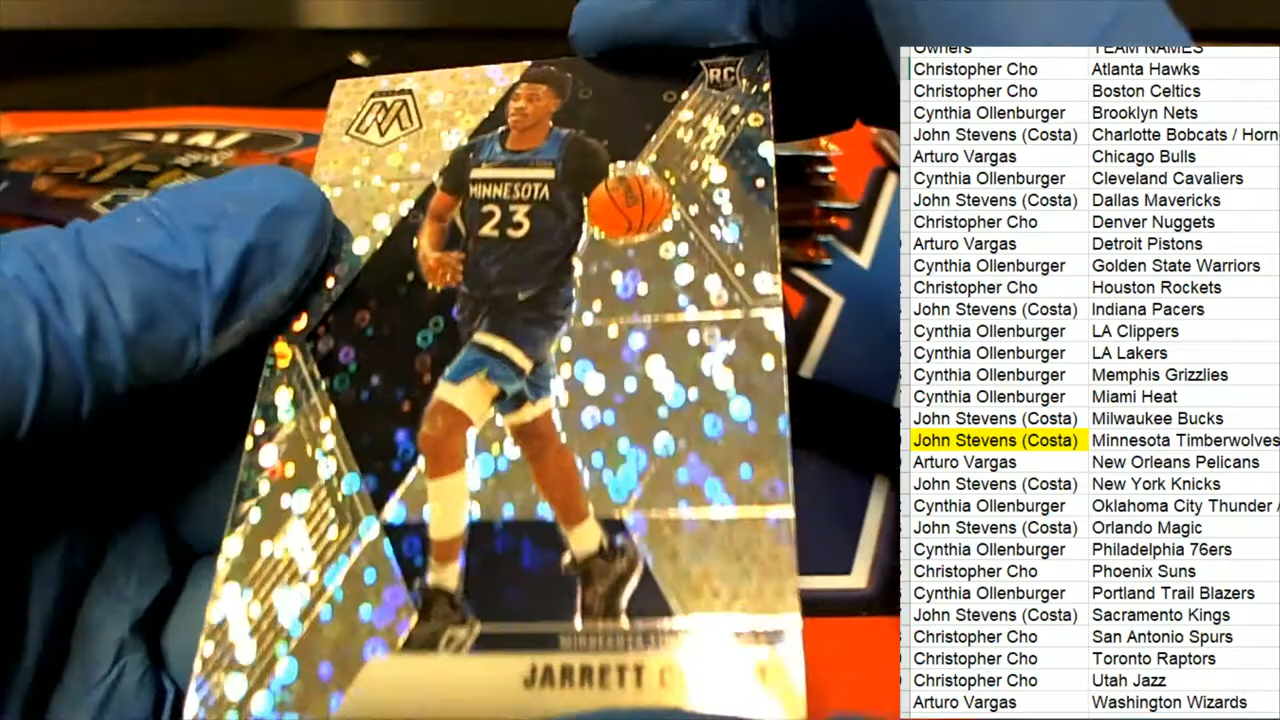 RC
M
MINNESOTA
23
JARRETT
Owners TEAM NAMES
Christopher Cho Atlanta Hawks
Christopher Cho Boston Celtics
Cynthia Ollenburger Brooklyn Nets
John Stevens (Costa) Charlotte Bobcats / Horn
Arturo Vargas Chicago Bulls
Cynthia Ollenburger Cleveland Cavaliers
John Stevens (Costa) Dallas Mavericks
Christopher Cho Denver Nuggets
Arturo Vargas Detroit Pistons
Cynthia Ollenburger Golden State Warriors
Christopher Cho Houston Rockets
John Stevens (Costa) Indiana Pacers
Cynthia Ollenburger LA Clippers
Cynthia Ollenburger LA Lakers
Cynthia Ollenburger Memphis Grizzlies
Cynthia Ollenburger Miami Heat
John Stevens (Costa) Milwaukee Bucks
John Stevens (Costa) Minnesota Timberwolves
Arturo Vargas New Orleans Pelicans
John Stevens (Costa) New York Knicks
Cynthia Ollenburger Oklahoma City Thunder /
John Stevens (Costa) Orlando Magic
Cynthia Ollenburger Philadelphia 76ers
Christopher Cho Phoenix Suns
Cynthia Ollenburger Portland Trail Blazers
John Stevens (Costa) Sacramento Kings
Christopher Cho San Antonio Spurs
Christopher Cho Toronto Raptors
Christopher Cho Utah Jazz
Arturo Vargas Washington Wizards